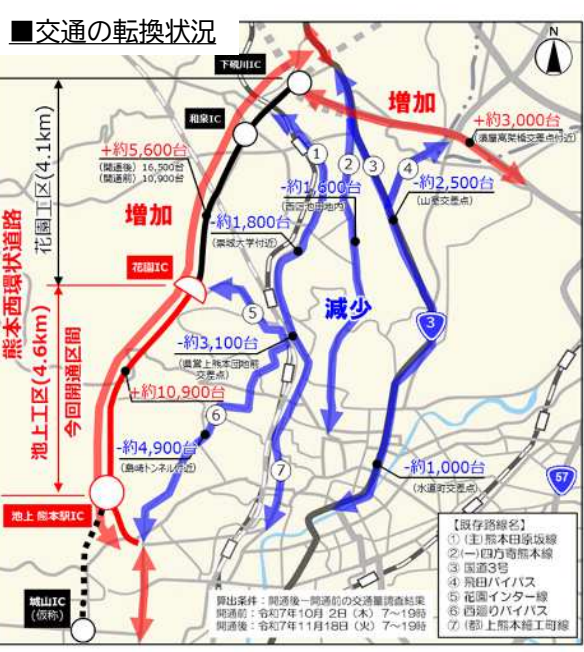 ■交通の転換状況
N
下硯川IC
和泉IC
増加
+約3,000台
(須屋高架橋交差点付近)
+約5,600台
(開通後) 16,500台
(開通前) 10,900台
花園工区(4.1km)
増加
①
②
③
④
-約1,600台
-約2,500台
(山室交差点)
-約1,800台
(崇城大学付近)
花園IC
熊本西環状道路
池上工区(4.6km)
今回開通区間
⑤
減少
3
-約3,100台
(県営上熊本団地前
交差点)
+約10,900台
⑥
-約4,900台
(島崎トンネル付近)
⑦
-約1,000台
(水道町交差点)
57
池上 熊本駅IC
城山IC
(仮称)
【既存路線名】
①(主)熊本田原坂線
②(一)四方寄熊本線
③ 国道3号
④ 飛田バイパス
⑤ 花園インター線
⑥ 西廻りバイパス
⑦ (都)上熊本細工町線
算出条件:開通後ー開通前の交通量調査結果
開通前:令和7年10月 2日(木) 7~19時
開通後:令和7年11月18日(火) 7~19時